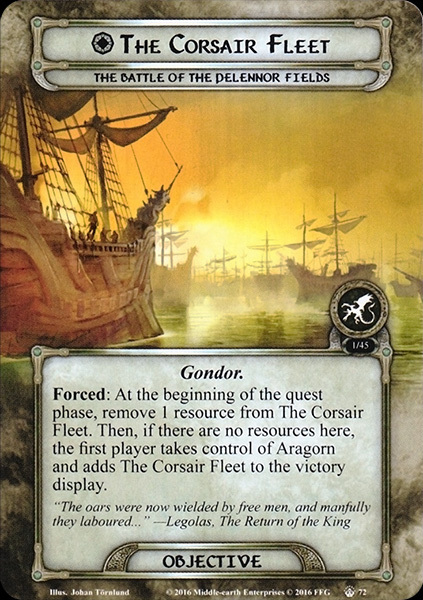 The Corsair Fleet
The Battle of the Pelennor Fields
1/45
Gondor.
Forced: At the beginning of the quest
phase, remove 1 resource from The Corsair
Fleet. Then, if there are no resources here,
the first player takes control of Aragorn
and adds The Corsair Fleet to the victory
display.
“The oars were now wielded by free men, and manfully
they laboured...” —Legolas, The Return of the King
Objective
Illus. Johan Törnlund ©2016 Middle-earth Enterprises © 2016 FFG 72